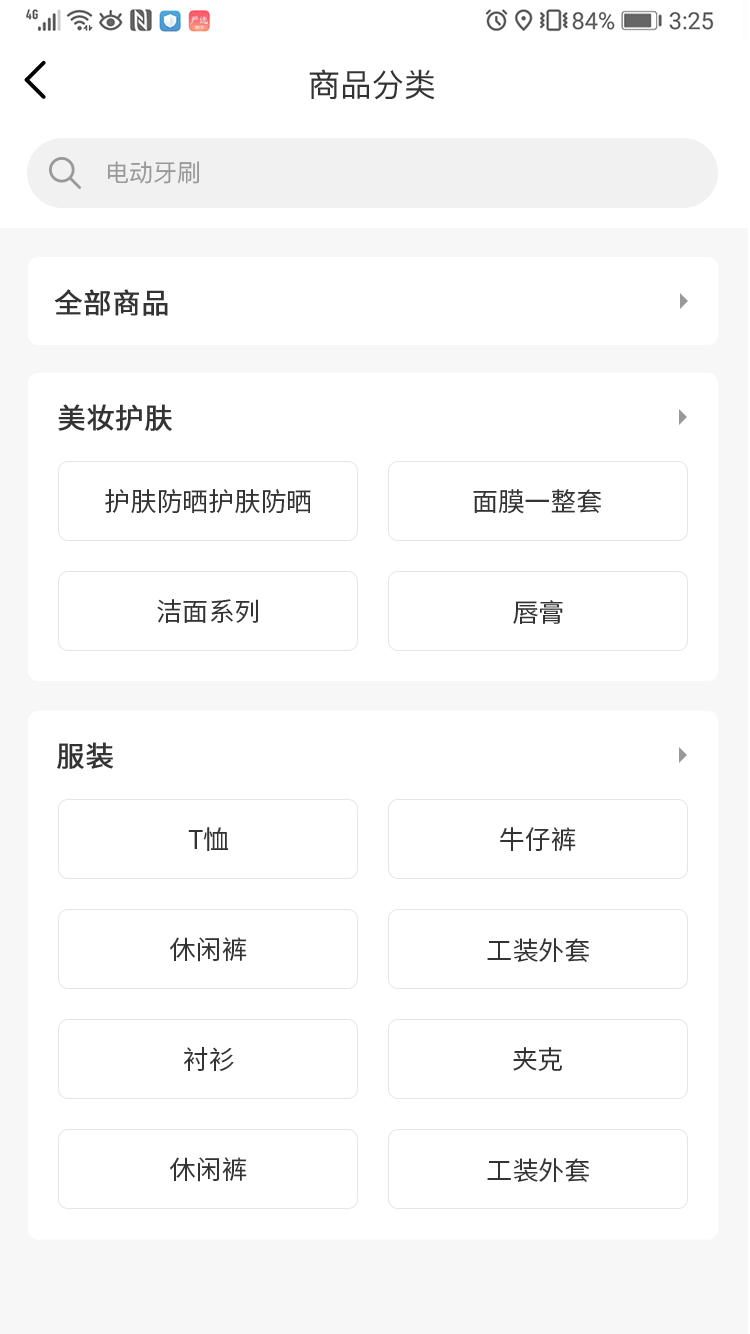 4G 84% 3:25
商品分类
电动牙刷
全部商品
美妆护肤
护肤防晒护肤防晒 面膜一整套
洁面系列 唇膏
服装
T恤 牛仔裤
休闲裤 工装外套
衬衫 夹克
休闲裤 工装外套